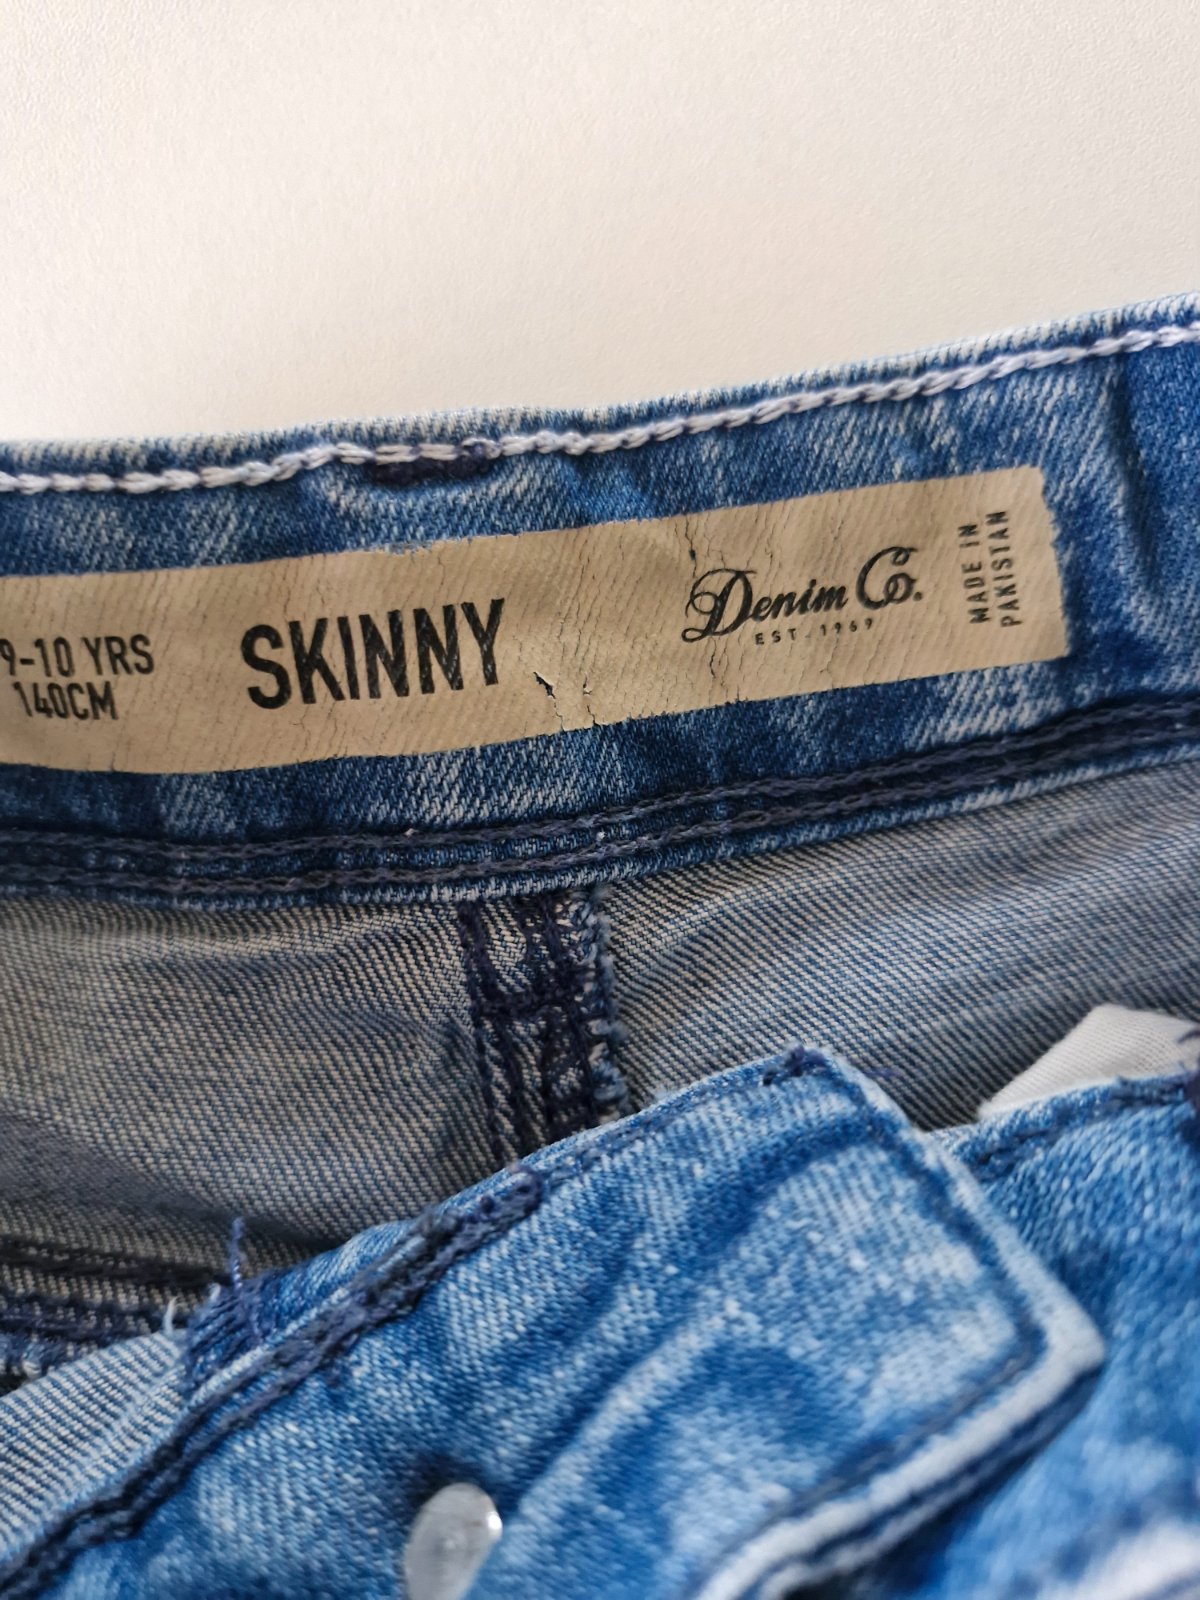 9-10 YRS
140CM
SKINNY
Denim Co.
EST. 1969
MADE IN
PAKISTAN